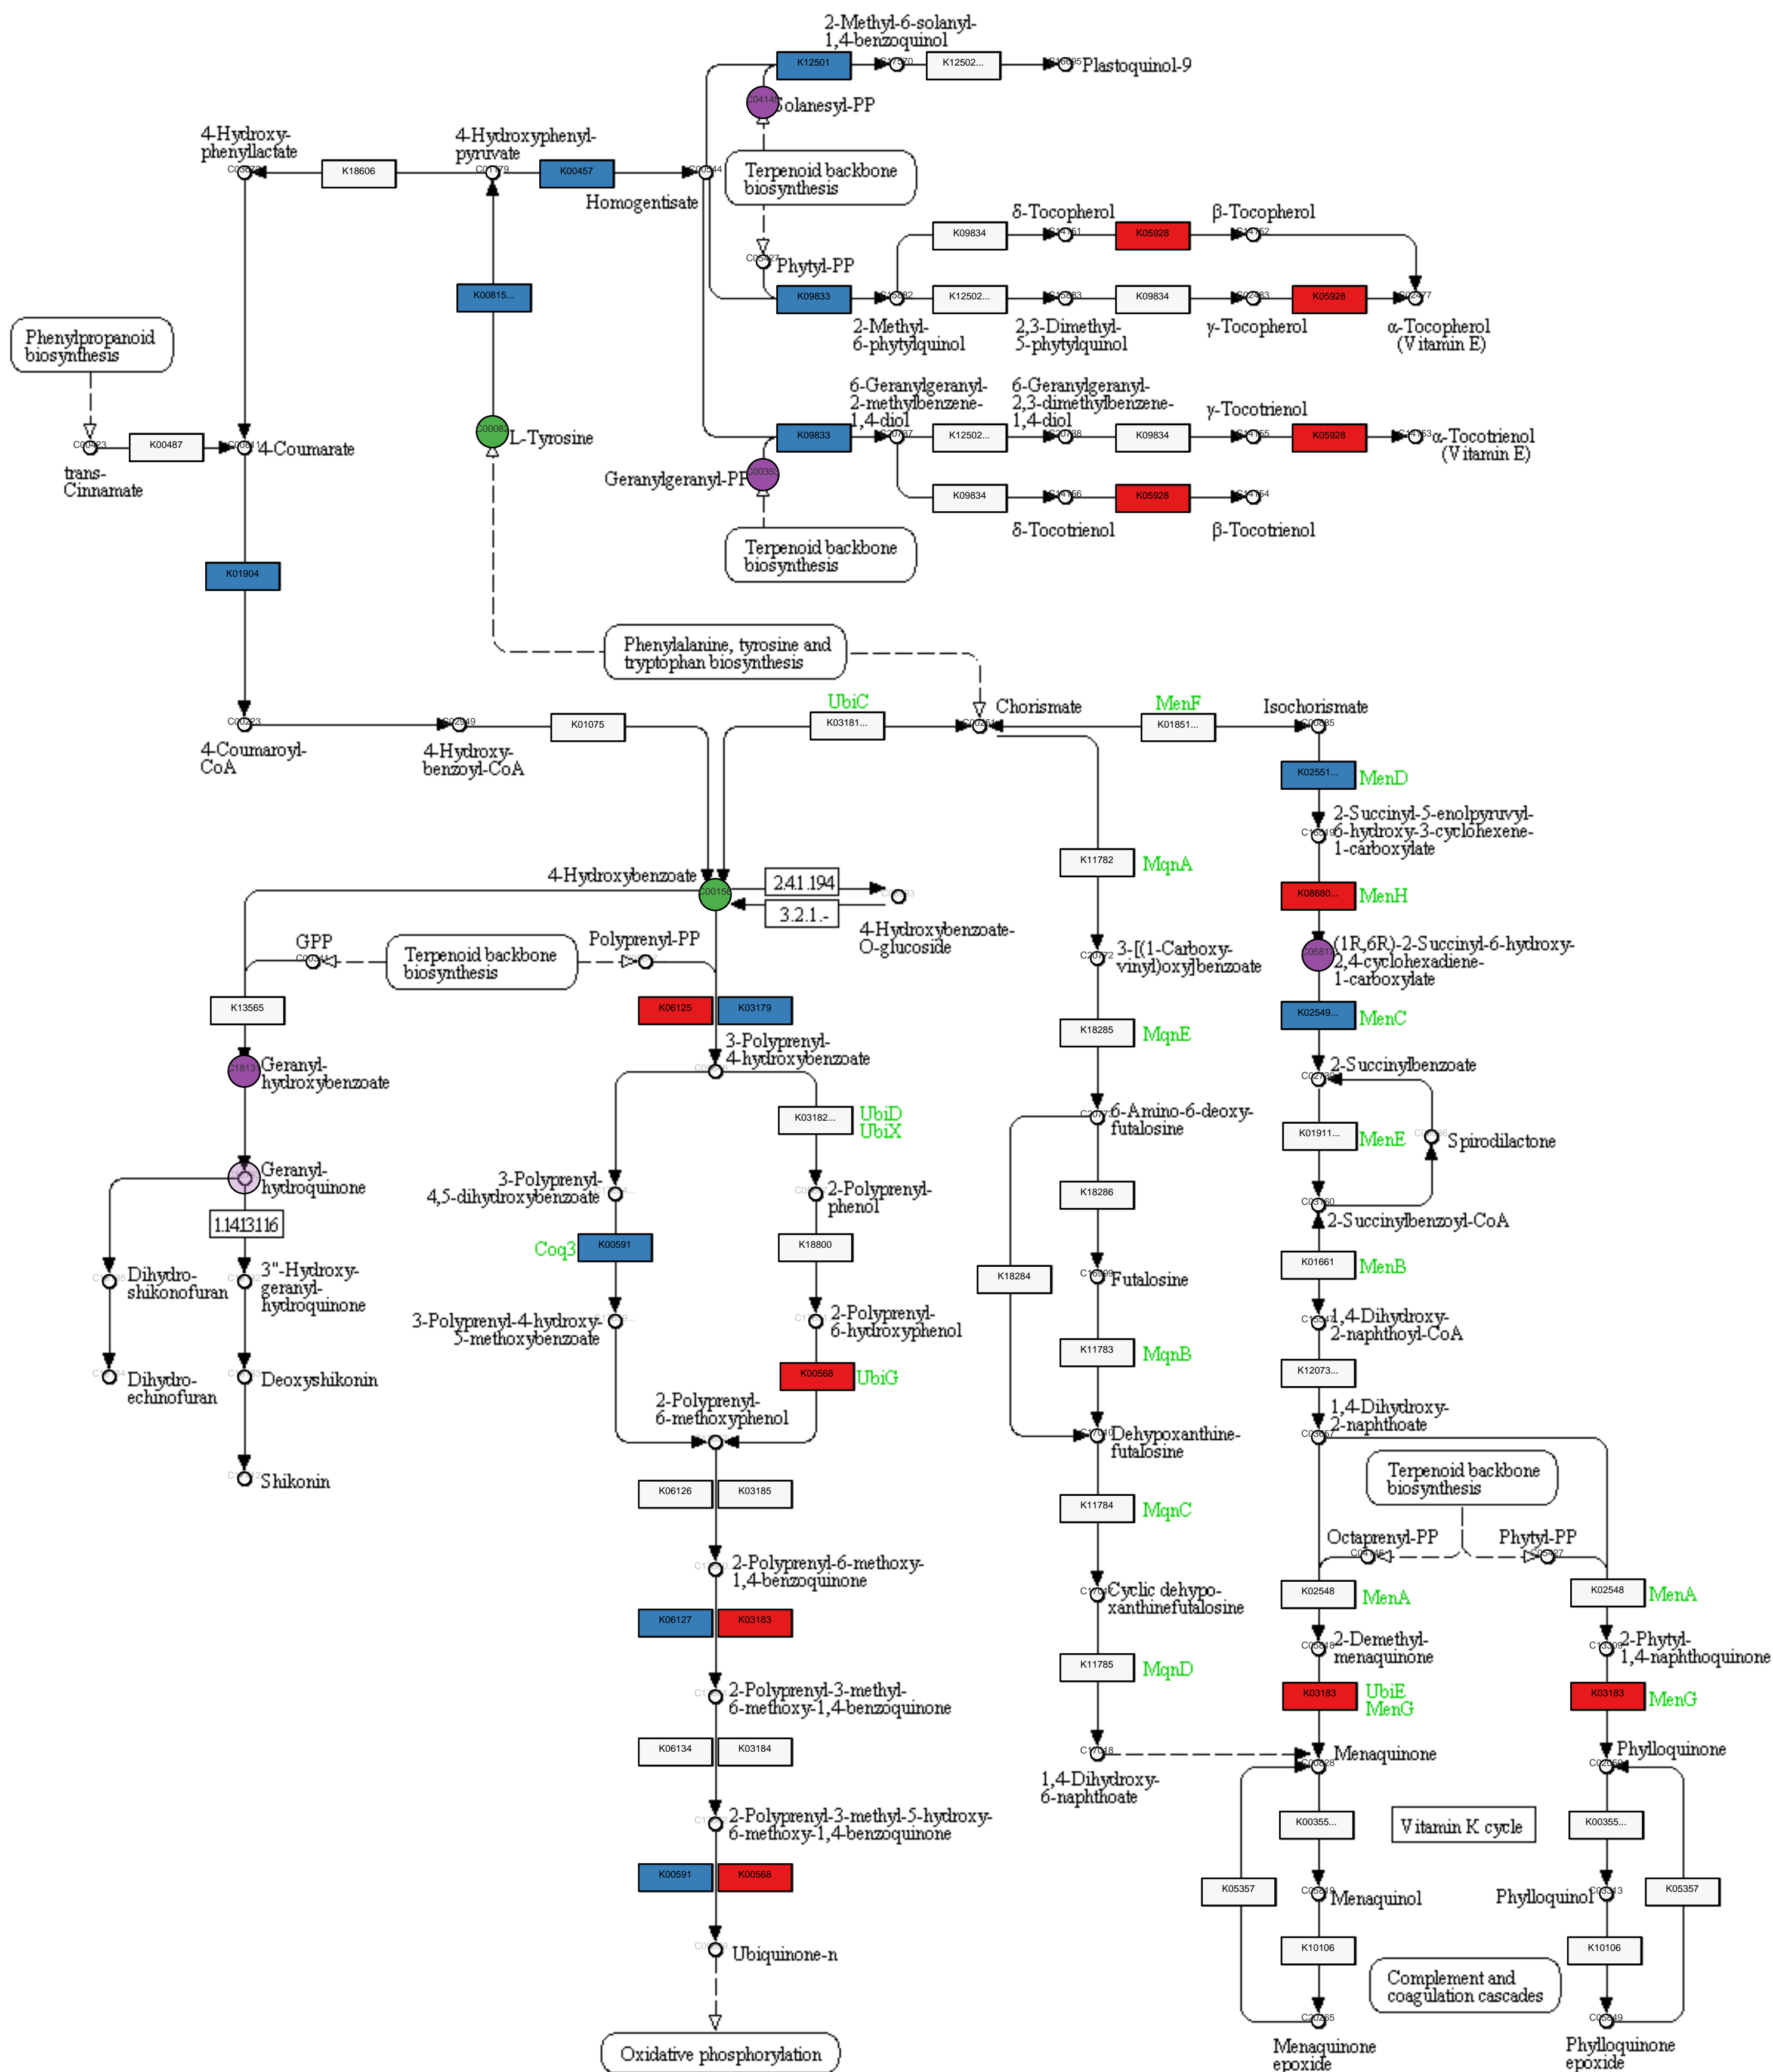 2-Methyl-6-solanyl-
1,4-benzoquinol
K12501
K12502...
Plastoquinol-9
Solanesyl-PP
4-Hydroxy-
phenyllactate
K18606
4-Hydroxyphenyl-
pyruvate
K00457
Homogentisate
Terpenoid backbone
biosynthesis
Phytyl-PP
K09834
δ-Tocopherol
K05928
β-Tocopherol
K00815...
K09833
2-Methyl-
6-phytylquinol
K12502...
2,3-Dimethyl-
5-phytylquinol
K09834
γ-Tocopherol
K05928
α-Tocopherol
(Vitamin E)
Phenylpropanoid
biosynthesis
K00487
trans-
Cinnamate
4-Coumarate
C00082
L-Tyrosine
K09833
6-Geranylgeranyl-
2-methylbenzene-
1,4-diol
K12502...
6-Geranylgeranyl-
2,3-dimethylbenzene-
1,4-diol
K09834
γ-Tocotrienol
K05928
α-Tocotrienol
(Vitamin E)
Geranylgeranyl-PP
C00353
K09834
δ-Tocotrienol
K05928
β-Tocotrienol
Terpenoid backbone
biosynthesis
K01904
Phenylalanine, tyrosine and
tryptophan biosynthesis
4-Coumaroyl-
CoA
4-Hydroxy-
benzoyl-CoA
K01075
UbiC
K03181...
Chorismate
MenF
K01851...
Isochorismate
K02551...
MenD
2-Succinyl-5-enolpyruvyl-
6-hydroxy-3-cyclohexene-
1-carboxylate
K11782
MqnA
K08680...
MenH
4-Hydroxybenzoate
2.4.1.194
3.2.1.-
4-Hydroxybenzoate-
O-glucoside
GPP
Terpenoid backbone
biosynthesis
Polyprenyl-PP
3-[(1-Carboxy-
vinyl)oxy]benzoate
(1R,6R)-2-Succinyl-6-hydroxy-
2,4-cyclohexadiene-
1-carboxylate
K13565
K06125
K03179
K18285
MqnE
K02549...
MenC
Geranyl-
hydroxybenzoate
3-Polyprenyl-
4-hydroxybenzoate
2-Succinylbenzoate
K03182...
UbiD
UbiX
6-Amino-6-deoxy-
futalosine
K01911...
MenE
Spirodilactone
Geranyl-
hydroquinone
3-Polyprenyl-
4,5-dihydroxybenzoate
2-Polyprenyl-
phenol
K18286
2-Succinylbenzoyl-CoA
1.14.13.116
Coq3
K00591
K18800
K18284
Futalosine
K01661
MenB
Dihydro-
shikonofuran
3"-Hydroxy-
geranyl-
hydroquinone
3-Polyprenyl-4-hydroxy-
5-methoxybenzoate
2-Polyprenyl-
6-hydroxyphenol
1,4-Dihydroxy-
2-naphthoyl-CoA
K11783
MqnB
K12073...
Dihydro-
echinofuran
Deoxyshikonin
K00568
UbiG
2-Polyprenyl-
6-methoxyphenol
Dehypoxanthine-
futalosine
1,4-Dihydroxy-
2-naphthoate
Shikonin
K06126
K03185
K11784
MqnC
Terpenoid backbone
biosynthesis
Octaprenyl-PP
Phytyl-PP
2-Polyprenyl-6-methoxy-
1,4-benzoquinone
Cyclic dehypo-
xanthinefutalosine
K02548
MenA
K02548
MenA
K06127
K03183
2-Demethyl-
menaquinone
2-Phytyl-
1,4-naphthoquinone
K11785
MqnD
2-Polyprenyl-3-methyl-
6-methoxy-1,4-benzoquinone
K03183
UbiE
MenG
K03183
MenG
K06134
K03184
C17018
1,4-Dihydroxy-
6-naphthoate
Menaquinone
Phylloquinone
2-Polyprenyl-3-methyl-5-hydroxy-
6-methoxy-1,4-benzoquinone
K00355...
Vitamin K cycle
K00355...
K00591
K00568
K05357
Menaquinol
Phylloquinol
K05357
Ubiquinone-n
K10106
K10106
Complement and
coagulation cascades
Oxidative phosphorylation
Menaquinone
epoxide
Phylloquinone
epoxide